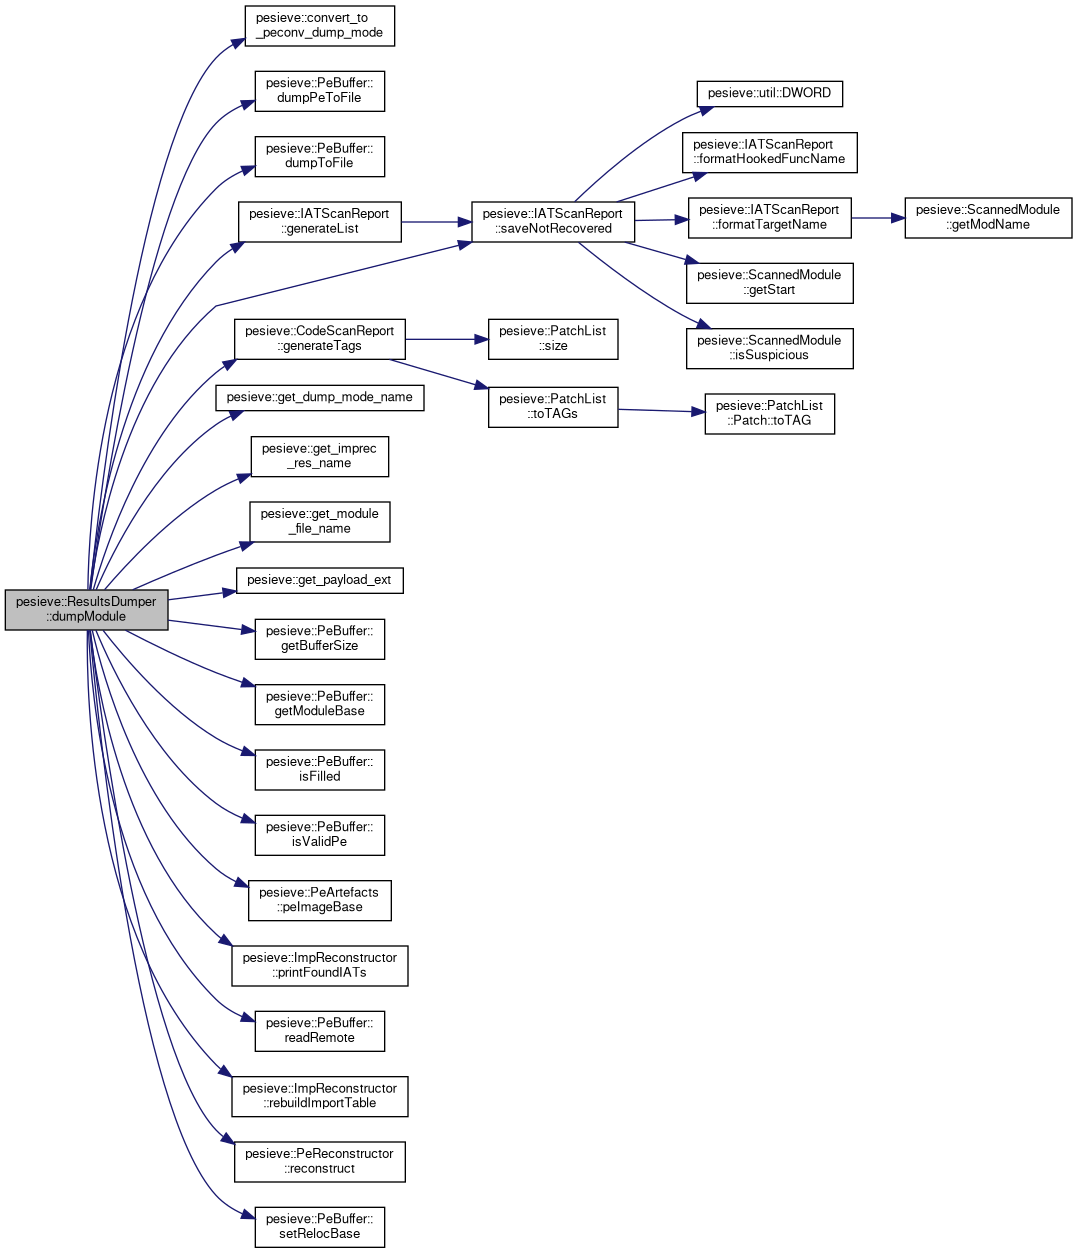 pesieve::ResultsDumper
::dumpModule
pesieve::convert_to
_peconv_dump_mode
pesieve::PeBuffer::
dumpPeToFile
pesieve::PeBuffer::
dumpToFile
pesieve::IATScanReport
::generateList
pesieve::IATScanReport
::saveNotRecovered
pesieve::util::DWORD
pesieve::IATScanReport
::formatHookedFuncName
pesieve::IATScanReport
::formatTargetName
pesieve::ScannedModule
::getModName
pesieve::ScannedModule
::getStart
pesieve::ScannedModule
::isSuspicious
pesieve::CodeScanReport
::generateTags
pesieve::PatchList
::size
pesieve::PatchList
::toTAGs
pesieve::PatchList
::Patch::toTAG
pesieve::get_dump_mode_name
pesieve::get_imprec
_res_name
pesieve::get_module
_file_name
pesieve::get_payload_ext
pesieve::PeBuffer::
getBufferSize
pesieve::PeBuffer::
getModuleBase
pesieve::PeBuffer::
isFilled
pesieve::PeBuffer::
isValidPe
pesieve::PeArtefacts
::peImageBase
pesieve::ImpReconstructor
::printFoundIATs
pesieve::PeBuffer::
readRemote
pesieve::ImpReconstructor
::rebuildImportTable
pesieve::PeReconstructor
::reconstruct
pesieve::PeBuffer::
setRelocBase